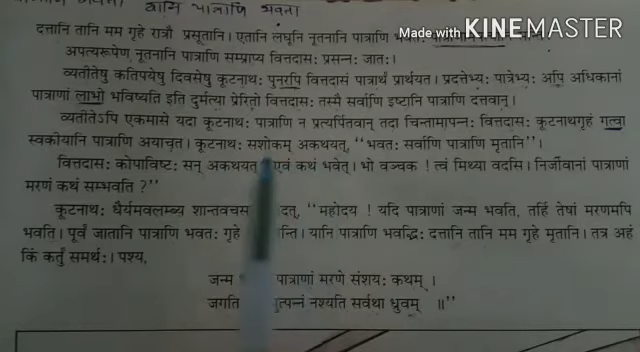 यानि पात्राणि भवता
Made with KINEMASTER
दत्तानि तानि मम गृहे रात्रौ प्रसूतानि। एतानि लघूनि नूतनानि पात्राणि भवतः
अपत्यरूपेण नूतनानि पात्राणि सम्प्राप्य वित्तदासः प्रसन्नः जातः।
व्यतीतेषु कतिपयेषु दिवसेषु कूटनाथः पुनरपि वित्तदासं पात्रार्थं प्रार्थयत। प्रदत्तेभ्यः पात्रेभ्यः अपि अधिकानां
पात्राणां लाभो भविष्यति इति दुर्मत्या प्रेरितो वित्तदासः तस्मै सर्वाणि इष्टानि पात्राणि दत्तवान्।
व्यतीतेऽपि एकमासे यदा कूटनाथः पात्राणि न प्रत्यर्पितवान् तदा चिन्तामापन्नः वित्तदासः कूटनाथगृहं गत्वा
स्वकीयानि पात्राणि अयाचत। कूटनाथः सशोकम् अकथयत्, "भवतः सर्वाणि पात्राणि मृतानि"।
वित्तदासः कोपाविष्टः सन् अकथयत् एवं कथं भवेत्। भो वञ्चक ! त्वं मिथ्या वदसि। निर्जीवानां पात्राणां
मरणं कथं सम्भवति ?"
कूटनाथः धैर्यमवलम्ब्य शान्तवचसा "महोदय ! यदि पात्राणां जन्म भवति, तर्हि तेषां मरणमपि
भवति। पूर्वं जातानि पात्राणि भवतः गृहे यानि पात्राणि भवद्भिः दत्तानि तानि मम गृहे मृतानि। तत्र अहं
किं कर्तुं समर्थः। पश्य,
जन्म पात्राणां मरणे संशयः कथम् ।
जगति नश्यति सर्वथा ध्रुवम् ॥"